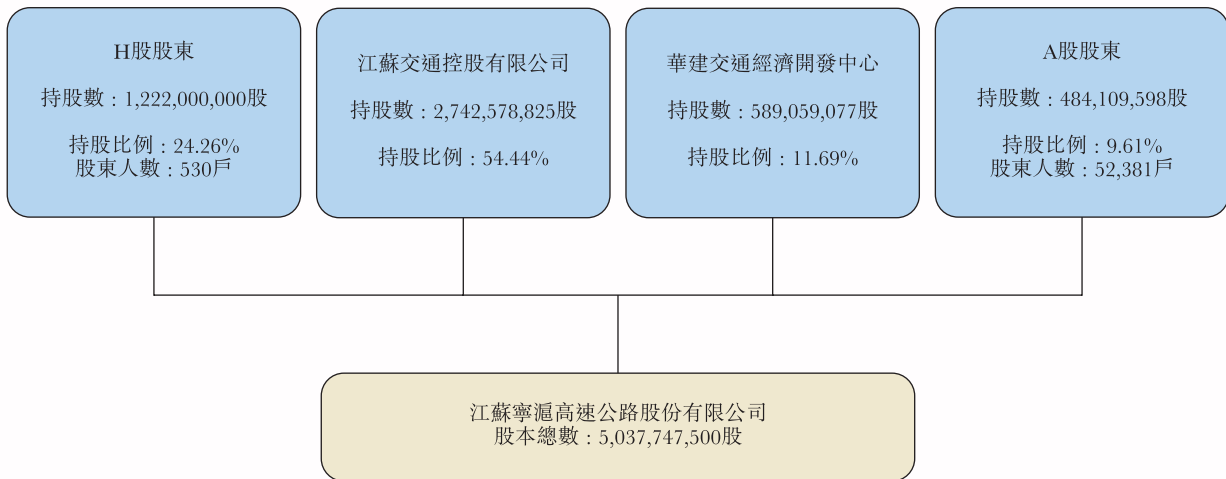 H股股東
持股數：1,222,000,000股
持股比例：24.26%
股東人數：530戶
江蘇交通控股有限公司
持股數：2,742,578,825股
持股比例：54.44%
華建交通經濟開發中心
持股數：589,059,077股
持股比例：11.69%
A股股東
持股數：484,109,598股
持股比例：9.61%
股東人數：52,381戶
江蘇寧滬高速公路股份有限公司
股本總數：5,037,747,500股